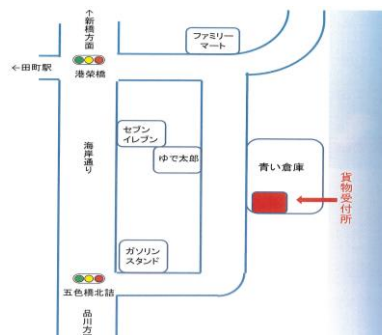 ↑新橋方面
ファミリー
マート
←田町駅
港榮橋
セブン
イレブン
ゆで太郎
海岸通り
青い倉庫
貨物受付所
ガソリン
スタンド
五色橋北詰
品川方